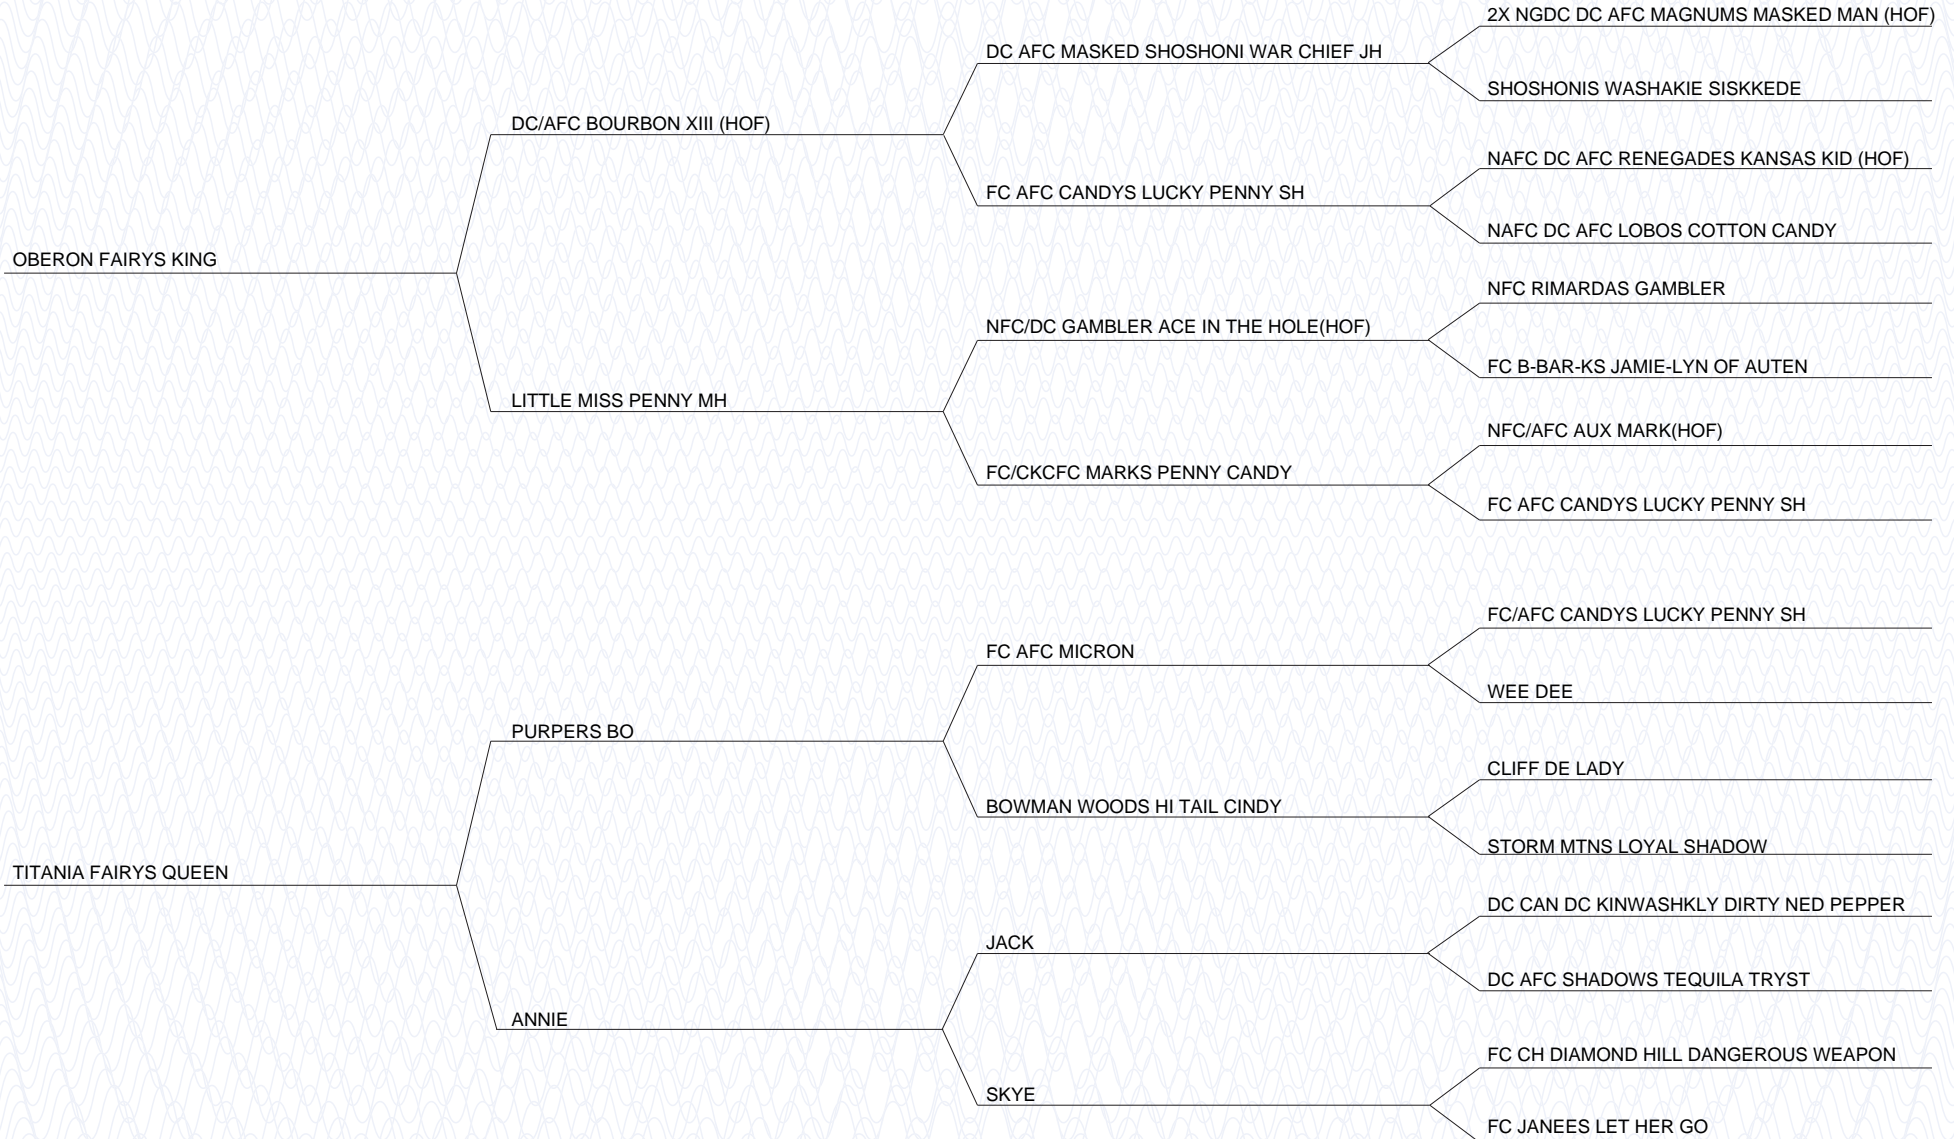 2X NGDC DC AFC MAGNUMS MASKED MAN (HOF)
DC AFC MASKED SHOSHONI WAR CHIEF JH
SHOSHONIS WASHAKIE SISKKEDE
DC/AFC BOURBON XIII (HOF)
NAFC DC AFC RENEGADES KANSAS KID (HOF)
FC AFC CANDYS LUCKY PENNY SH
NAFC DC AFC LOBOS COTTON CANDY
OBERON FAIRYS KING
NFC RIMARDAS GAMBLER
NFC/DC GAMBLER ACE IN THE HOLE(HOF)
FC B-BAR-KS JAMIE-LYN OF AUTEN
LITTLE MISS PENNY MH
NFC/AFC AUX MARK(HOF)
FC/CKCFC MARKS PENNY CANDY
FC AFC CANDYS LUCKY PENNY SH
FC/AFC CANDYS LUCKY PENNY SH
FC AFC MICRON
WEE DEE
PURPERS BO
CLIFF DE LADY
BOWMAN WOODS HI TAIL CINDY
STORM MTNS LOYAL SHADOW
TITANIA FAIRYS QUEEN
DC CAN DC KINWASHKLY DIRTY NED PEPPER
JACK
DC AFC SHADOWS TEQUILA TRYST
ANNIE
FC CH DIAMOND HILL DANGEROUS WEAPON
SKYE
FC JANEES LET HER GO